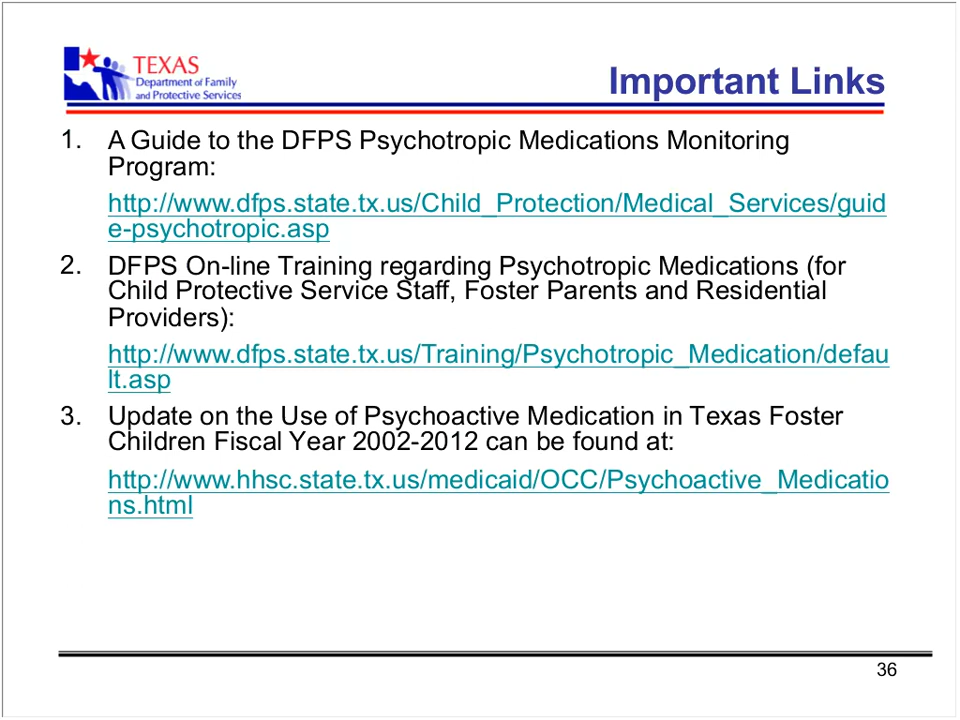 TEXAS
Department of Family
and Protective Services
Important Links
1. A Guide to the DFPS Psychotropic Medications Monitoring
Program:
http://www.dfps.state.tx.us/Child_Protection/Medical_Services/guid
e-psychotropic.asp
2. DFPS On-line Training regarding Psychotropic Medications (for
Child Protective Service Staff, Foster Parents and Residential
Providers):
http://www.dfps.state.tx.us/Training/Psychotropic_Medication/defau
lt.asp
3. Update on the Use of Psychoactive Medication in Texas Foster
Children Fiscal Year 2002-2012 can be found at:
http://www.hhsc.state.tx.us/medicaid/OCC/Psychoactive_Medicatio
ns.html
36